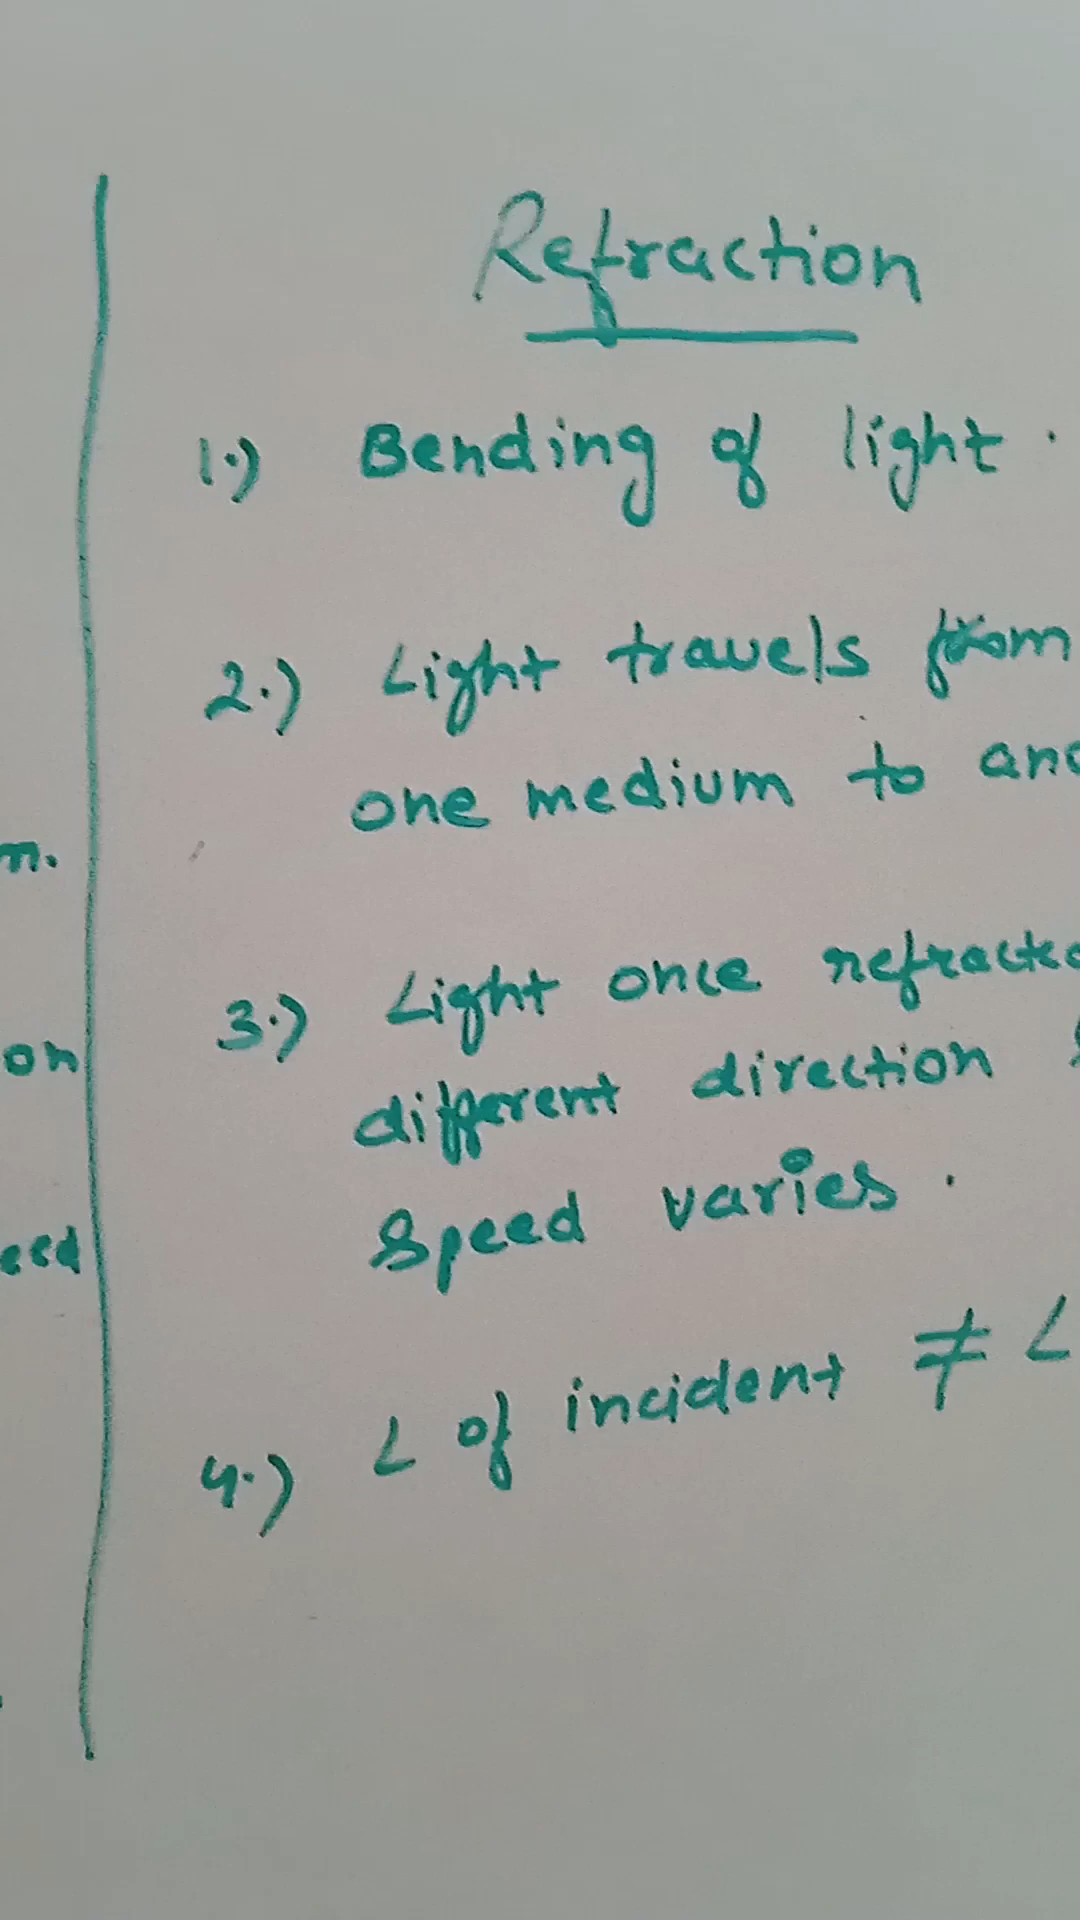 Refraction
1.) Bending of light.
2.) Light travels from
one medium to
3.) Light once
different direction
Speed varies.
4.) ∠ of incident ≠ ∠